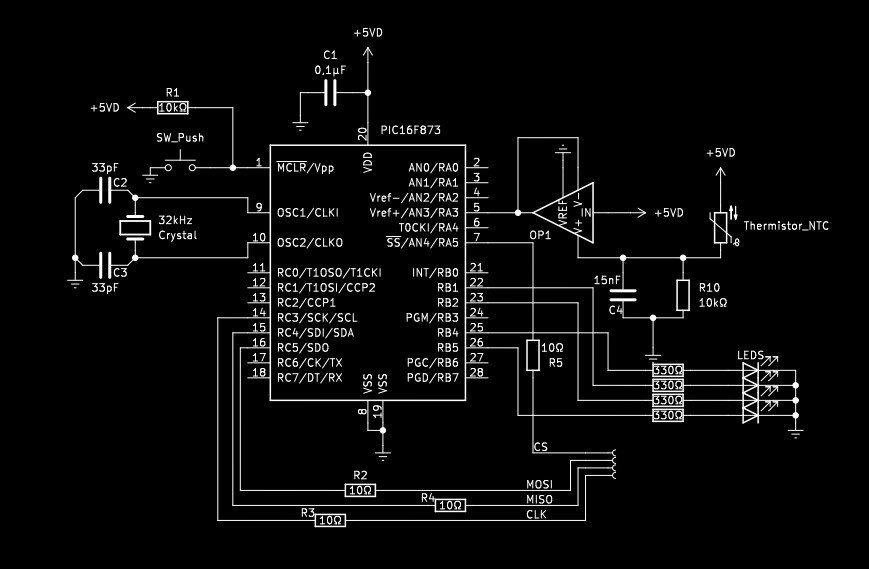 +5VD
C1
0,1µF
R1
+5VD
10kΩ
20
PIC16F873
SW_Push
VDD
1
MCLR/Vpp
AN0/RA0
2
+5VD
33pF
C2
AN1/RA1
3
Vref-/AN2/RA2
4
VREF
V-
9
OSC1/CLKI
Vref+/AN3/RA3
5
IN
+5VD
32kHz
Crystal
T0CKI/RA4
6
OP1
V+
Thermistor_NTC
10
OSC2/CLKO
SS/AN4/RA5
7
θ
C3
33pF
11
RC0/T1OSO/T1CKI
INT/RB0
21
15nF
C4
R10
10kΩ
12
RC1/T1OSI/CCP2
RB1
22
13
RC2/CCP1
RB2
23
14
RC3/SCK/SCL
PGM/RB3
24
15
RC4/SDI/SDA
RB4
25
16
RC5/SDO
RB5
26
10Ω
R5
LEDS
17
RC6/CK/TX
PGC/RB6
27
18
RC7/DT/RX
PGD/RB7
28
330Ω
330Ω
330Ω
330Ω
VSS
VSS
8
19
CS
R2
10Ω
MOSI
R4
10Ω
MISO
R3
10Ω
CLK